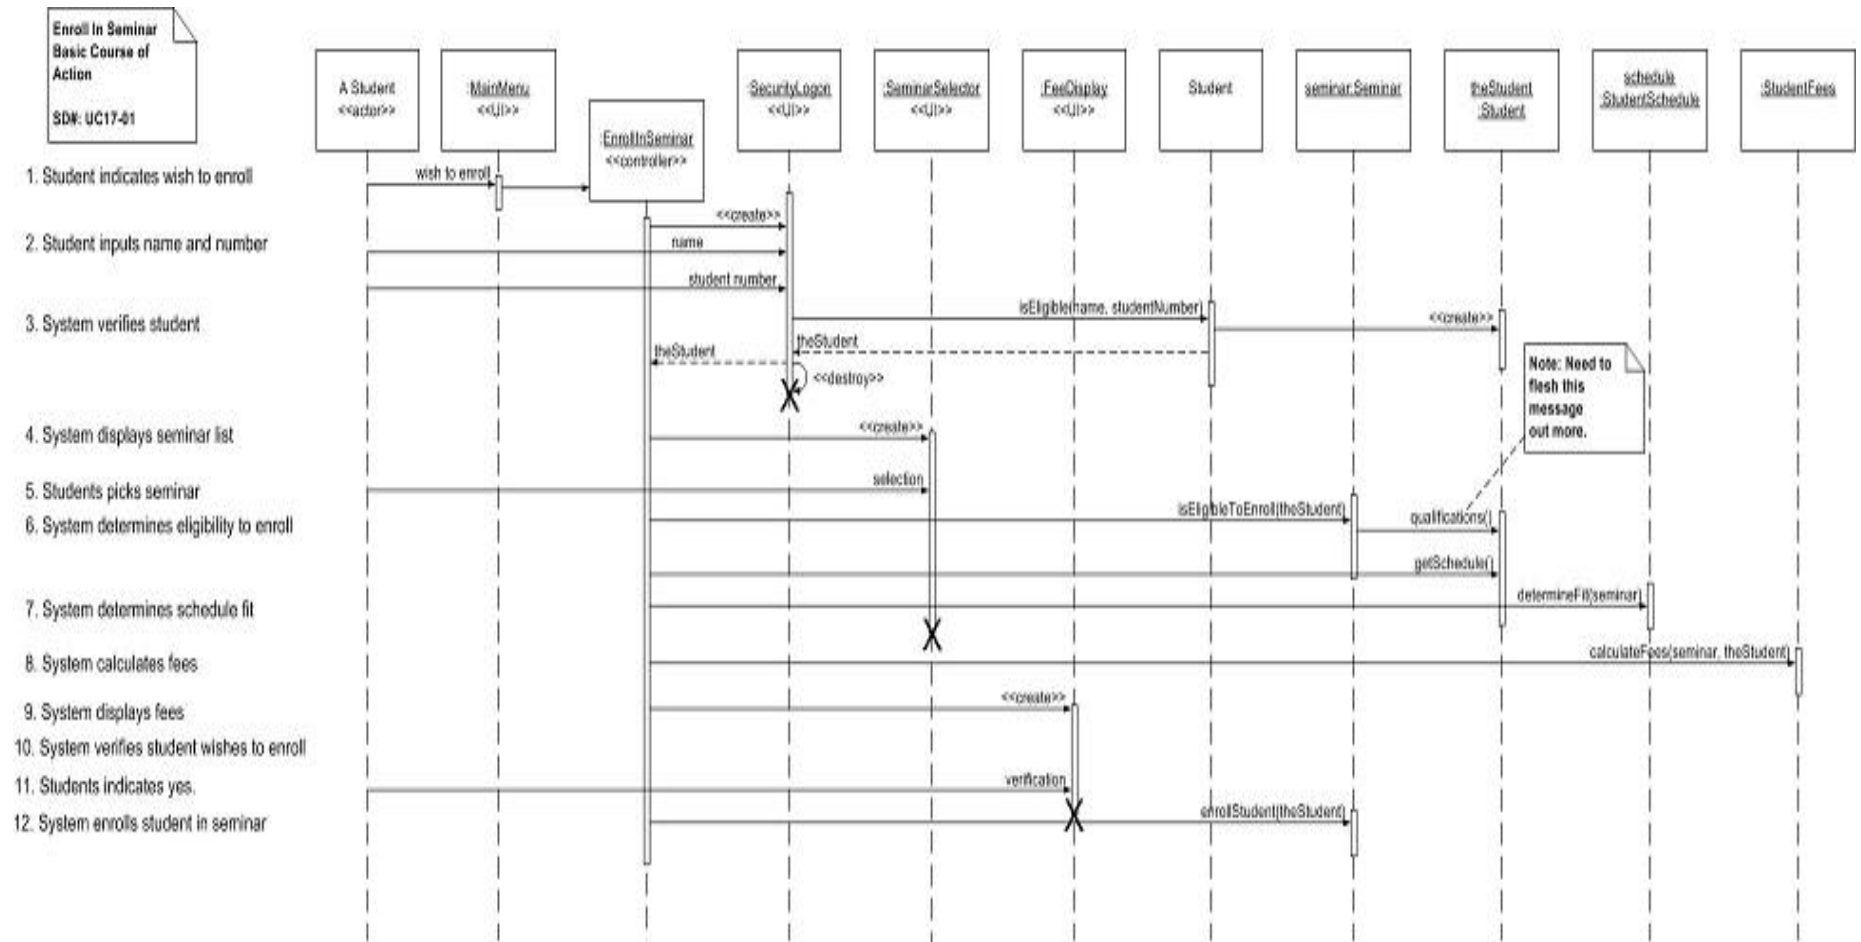 Enroll In Seminar
Basic Course of
Action
SD#: UC17-01
A Student
<<actor>>
:MainMenu
<<UI>>
:EnrollInSeminar
<<controller>>
:SecurityLogon
<<UI>>
:SeminarSelector
<<UI>>
:FeeDisplay
<<UI>>
Student
seminar:Seminar
theStudent
:Student
schedule
:StudentSchedule
:StudentFees
1. Student indicates wish to enroll
wish to enroll
<<create>>
2. Student inputs name and number
name
student number
3. System verifies student
isEligible(name, studentNumber)
<<create>>
theStudent
theStudent
<<destroy>>
Note: Need to
flesh this
message
out more.
4. System displays seminar list
<<create>>
5. Students picks seminar
selection
6. System determines eligibility to enroll
isEligibleToEnroll(theStudent)
qualifications()
getSchedule()
7. System determines schedule fit
determineFit(seminar)
8. System calculates fees
calculateFees(seminar, theStudent)
9. System displays fees
<<create>>
10. System verifies student wishes to enroll
11. Students indicates yes.
verification
12. System enrolls student in seminar
enrollStudent(theStudent)